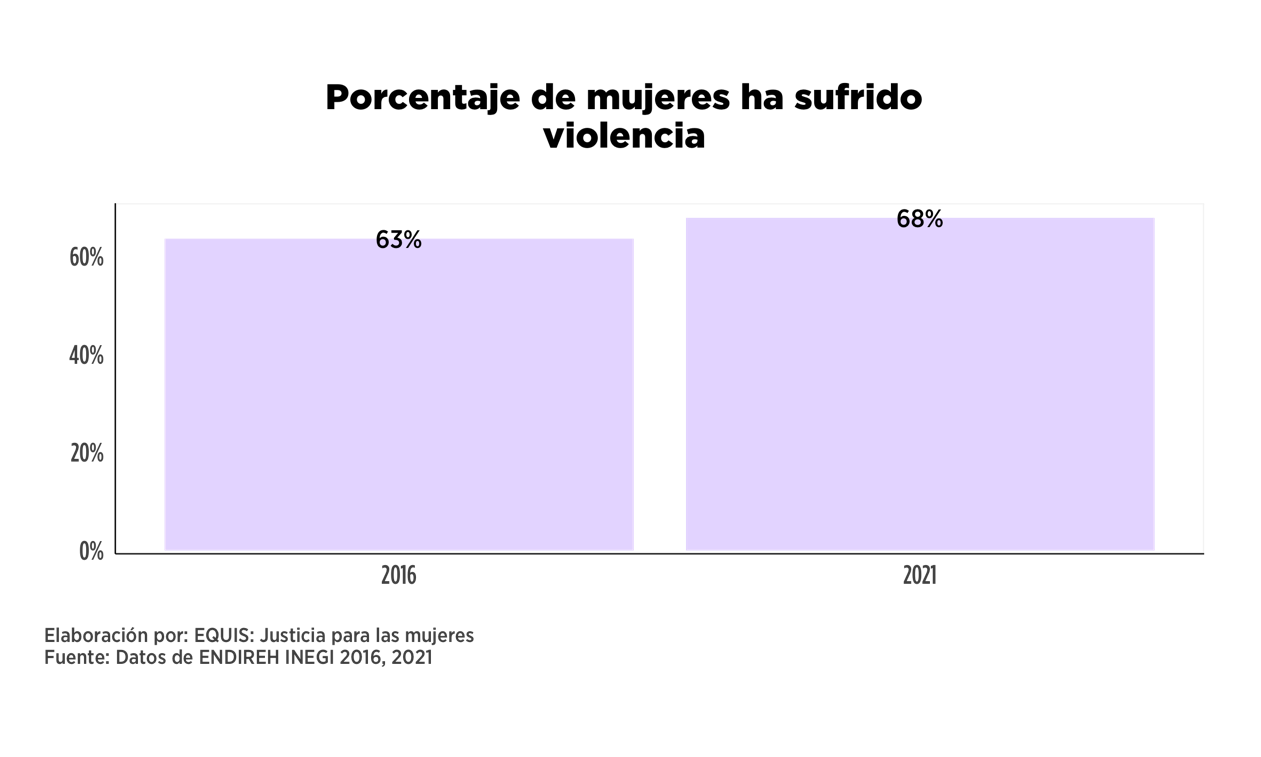 Porcentaje de mujeres ha sufrido
violencia
63%
68%
60%
40%
20%
0%
2016
2021
Elaboración por: EQUIS: Justicia para las mujeres
Fuente: Datos de ENDIREH INEGI 2016, 2021